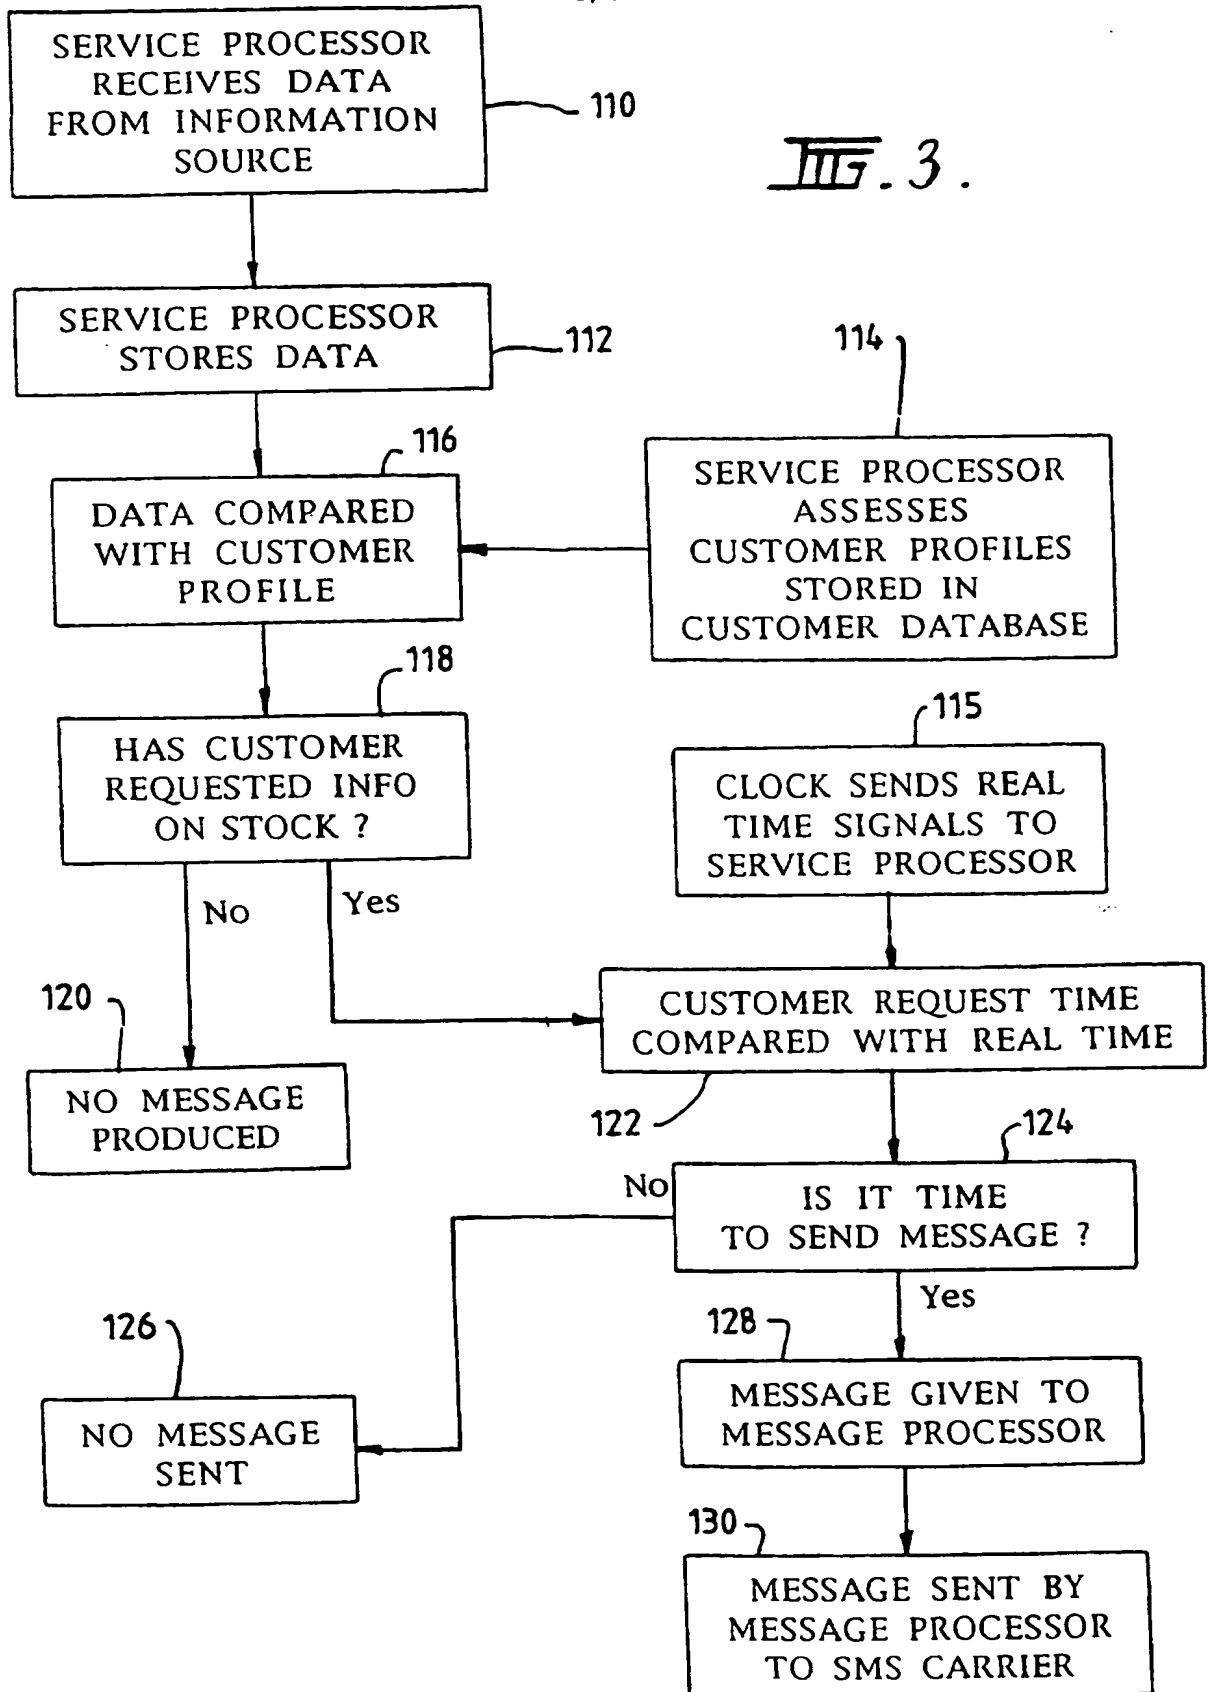 SERVICE PROCESSOR
RECEIVES DATA
FROM INFORMATION
SOURCE
110
FIG. 3.
SERVICE PROCESSOR
STORES DATA
112
114
116
DATA COMPARED
WITH CUSTOMER
PROFILE
SERVICE PROCESSOR
ASSESSES
CUSTOMER PROFILES
STORED IN
CUSTOMER DATABASE
118
HAS CUSTOMER
REQUESTED INFO
ON STOCK ?
115
CLOCK SENDS REAL
TIME SIGNALS TO
SERVICE PROCESSOR
No
Yes
120
NO MESSAGE
PRODUCED
CUSTOMER REQUEST TIME
COMPARED WITH REAL TIME
122
124
No
IS IT TIME
TO SEND MESSAGE ?
Yes
126
NO MESSAGE
SENT
128
MESSAGE GIVEN TO
MESSAGE PROCESSOR
130
MESSAGE SENT BY
MESSAGE PROCESSOR
TO SMS CARRIER